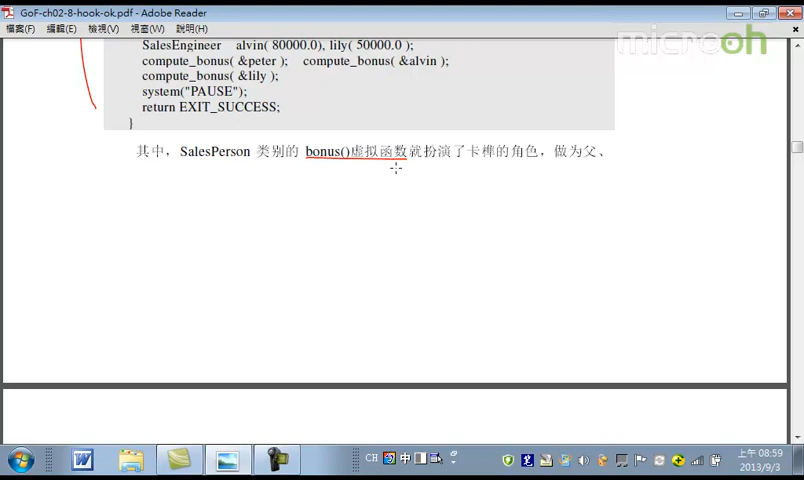 GoF-ch02-8-hook-ok.pdf - Adobe Reader
microoh
檔案(F) 編輯(E) 檢視(V) 視窗(W) 說明(H)
SalesEngineer alvin( 80000.0), lily( 50000.0 );
compute_bonus( &peter ); compute_bonus( &alvin );
compute_bonus( &lily );
system("PAUSE");
return EXIT_SUCCESS;
}
其中，SalesPerson 类别的 bonus()虚拟函数就扮演了卡榫的角色，做为父、
CH 中
上午 08:59
2013/9/3